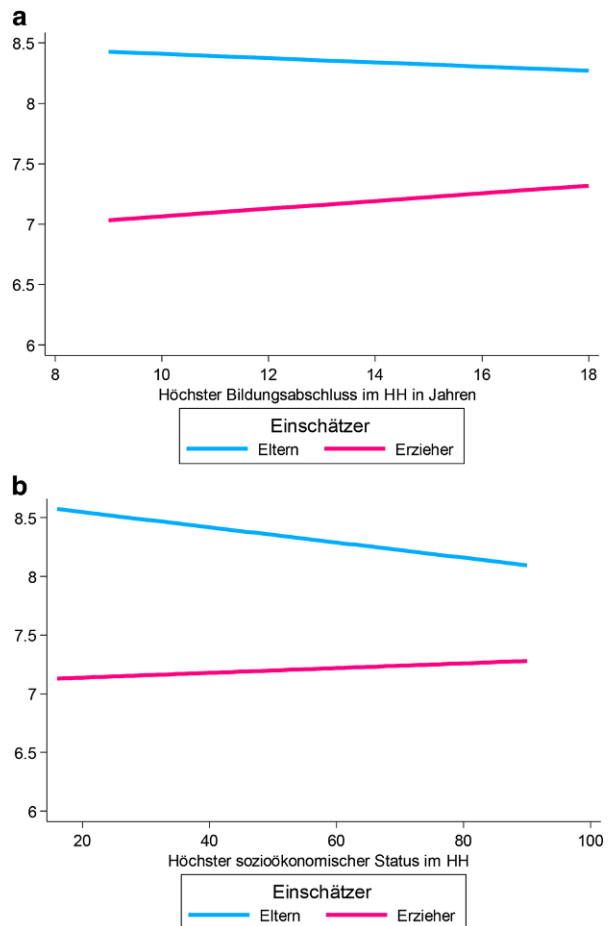 a
8.5
8
7.5
7
6.5
6
8 10 12 14 16 18
Höchster Bildungsabschluss im HH in Jahren
Einschätzer
Eltern Erzieher
b
8.5
8
7.5
7
6.5
6
20 40 60 80 100
Höchster sozioökonomischer Status im HH
Einschätzer
Eltern Erzieher